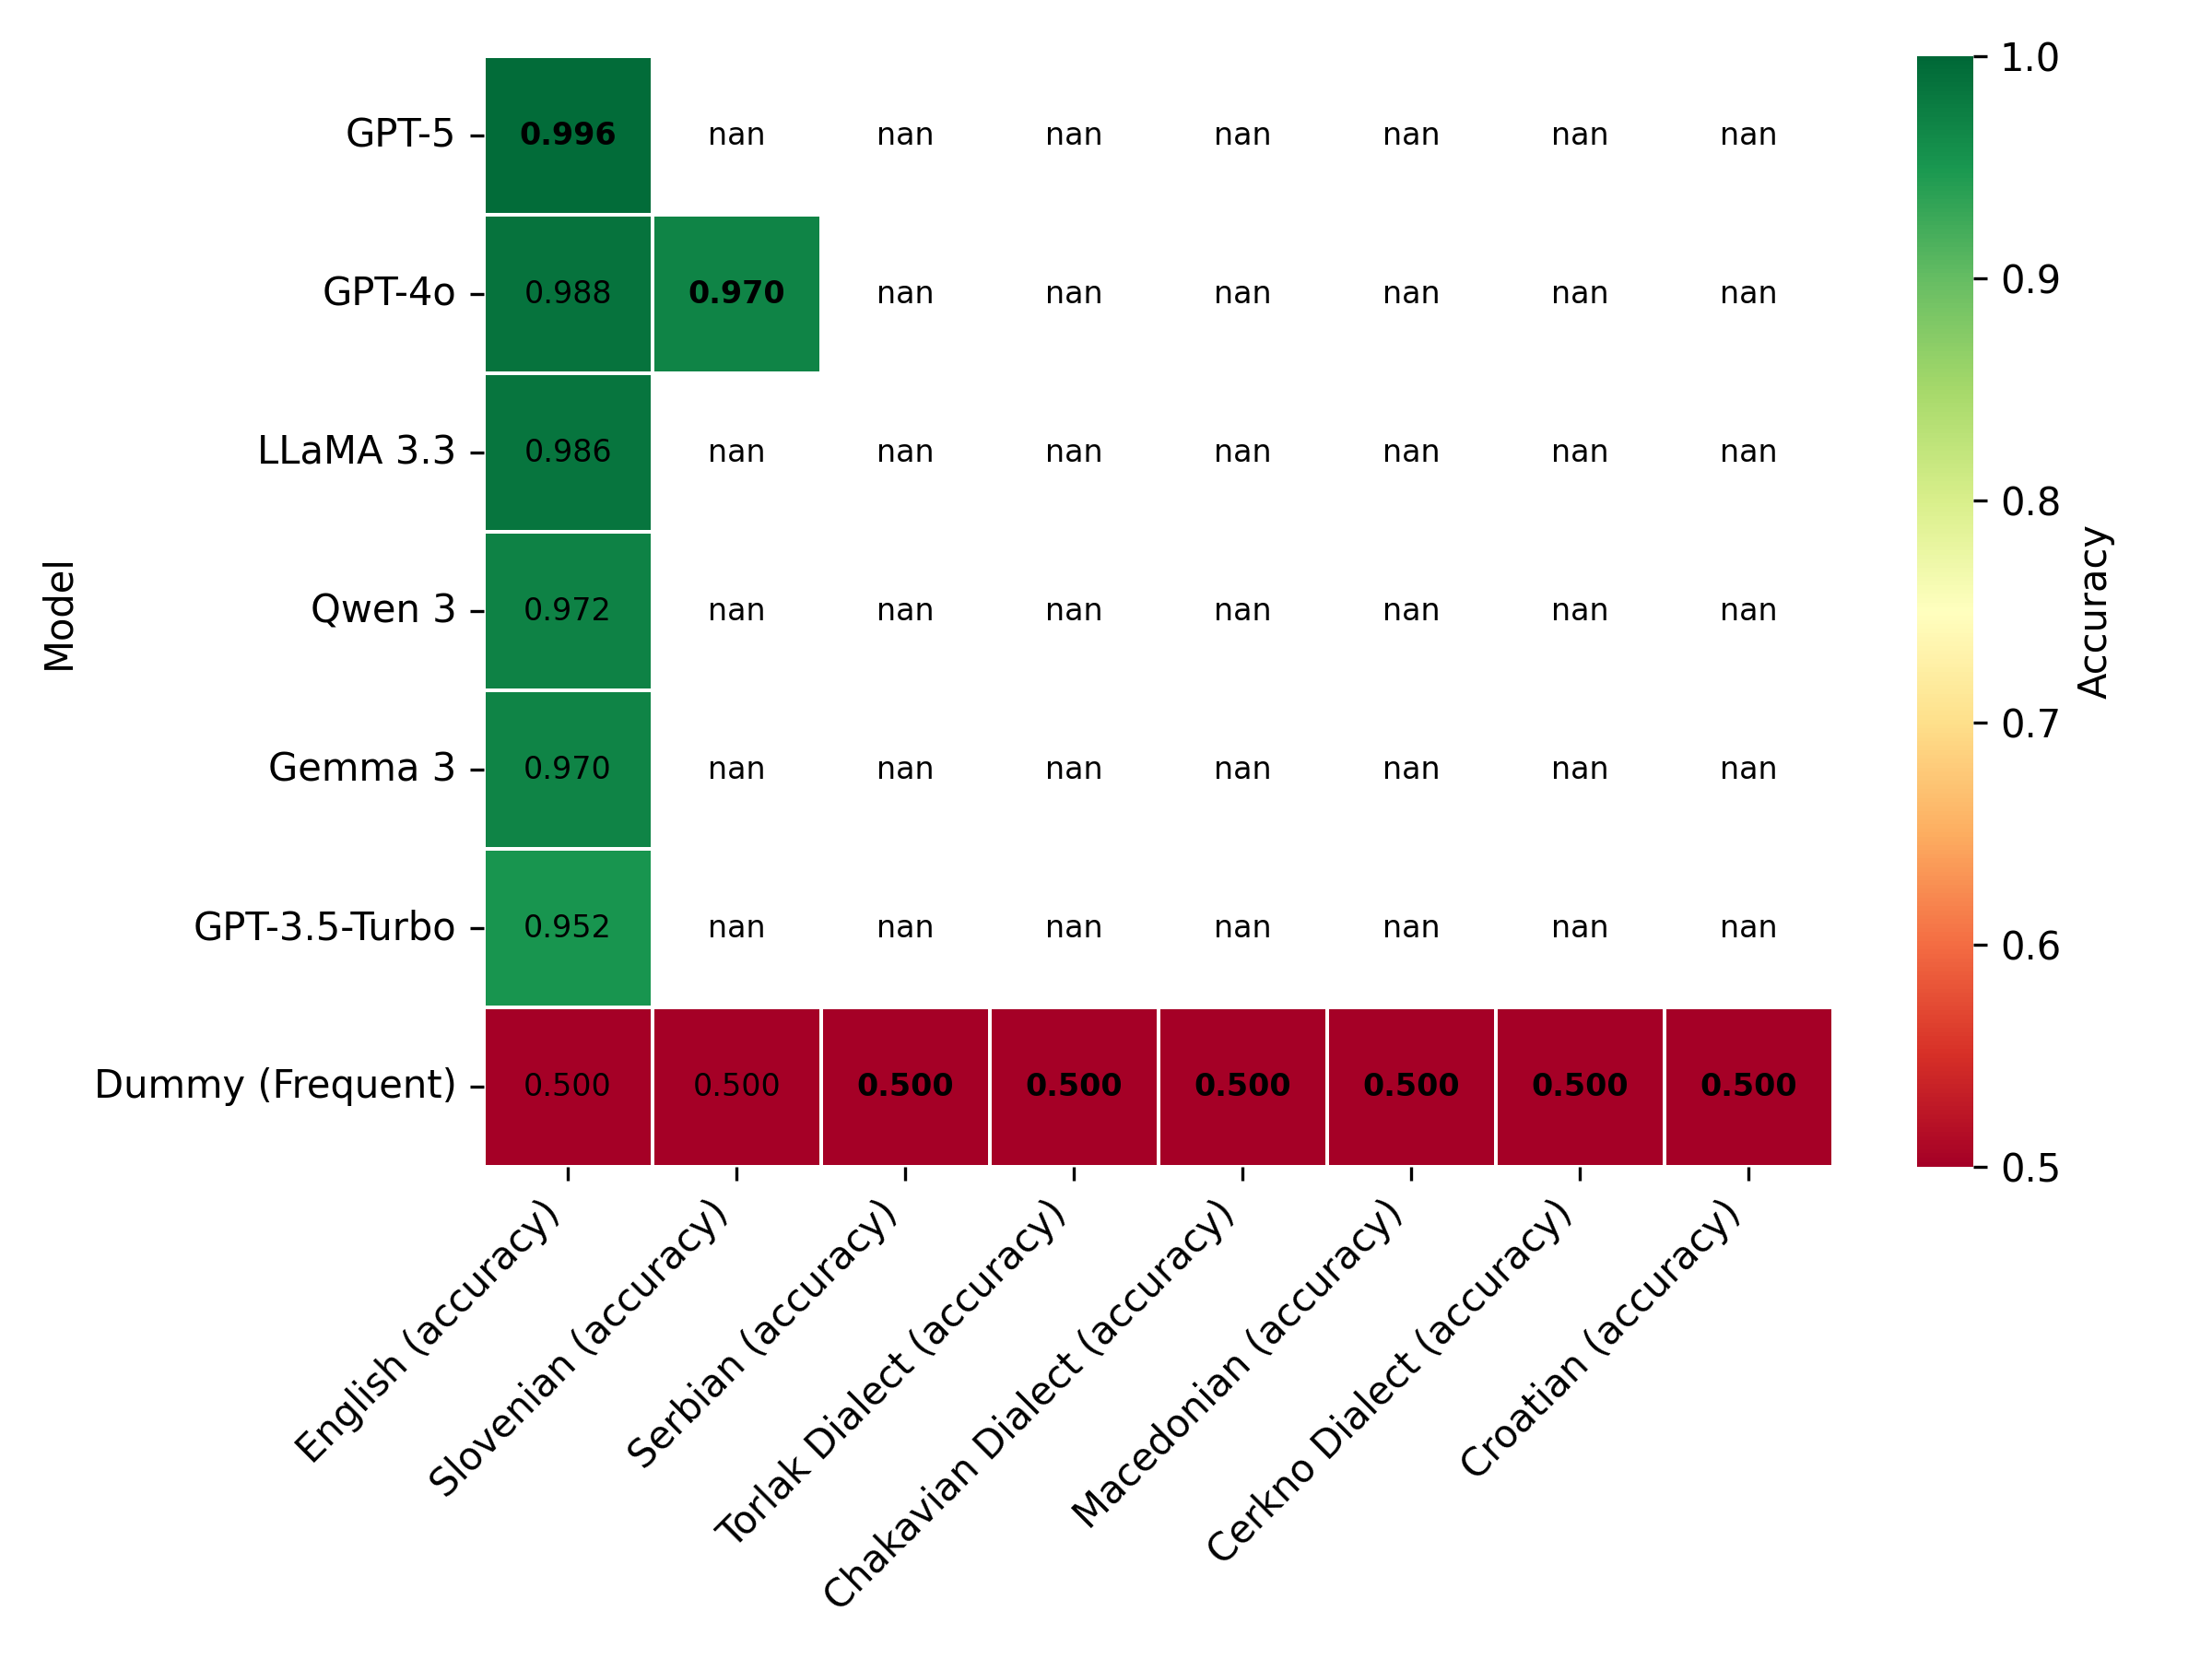 Model
GPT-5 0.996 nan nan nan nan nan nan nan
GPT-4o 0.988 0.970 nan nan nan nan nan nan
LLaMA 3.3 0.986 nan nan nan nan nan nan nan
Qwen 3 0.972 nan nan nan nan nan nan nan
Gemma 3 0.970 nan nan nan nan nan nan nan
GPT-3.5-Turbo 0.952 nan nan nan nan nan nan nan
Dummy (Frequent) 0.500 0.500 0.500 0.500 0.500 0.500 0.500 0.500
English (accuracy)
Slovenian (accuracy)
Serbian (accuracy)
Torlak Dialect (accuracy)
Chakavian Dialect (accuracy)
Macedonian (accuracy)
Cerkno Dialect (accuracy)
Croatian (accuracy)
1.0
0.9
0.8
0.7
0.6
0.5
Accuracy